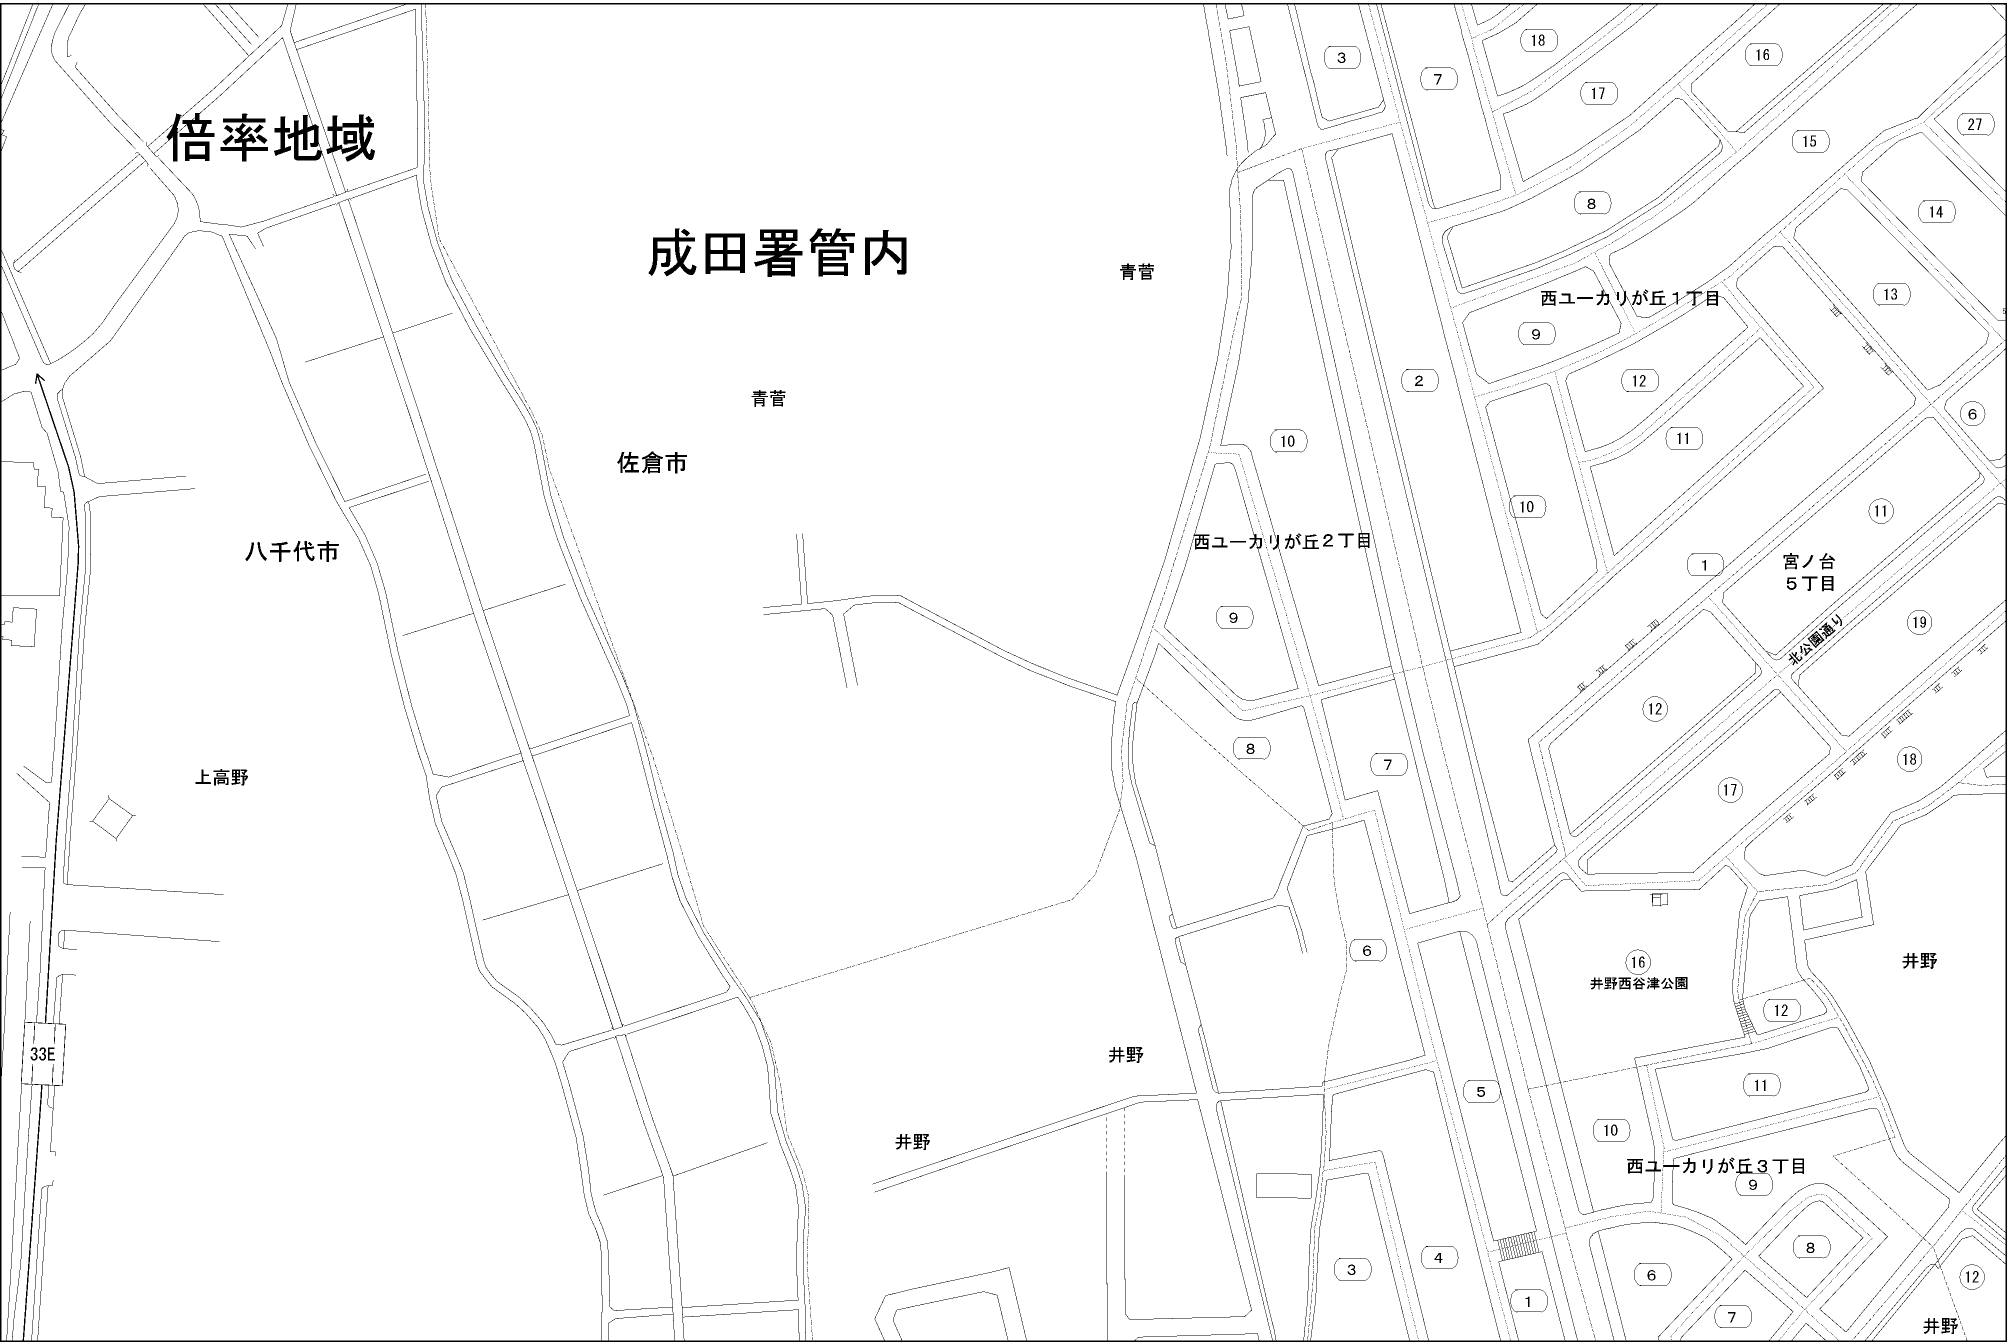 18
3
16
7
17
27
倍率地域
15
8
14
成田署管内
青菅
13
西ユーカリが丘１丁目
9
2
12
青菅
6
11
10
佐倉市
10
11
西ユーカリが丘２丁目
八千代市
1
宮ノ台
５丁目
9
19
北公園通り
12
8
18
7
上高野
17
6
16
井野
井野西谷津公園
12
33E
井野
11
5
10
井野
西ユーカリが丘３丁目
9
8
4
3
6
12
1
7
井野